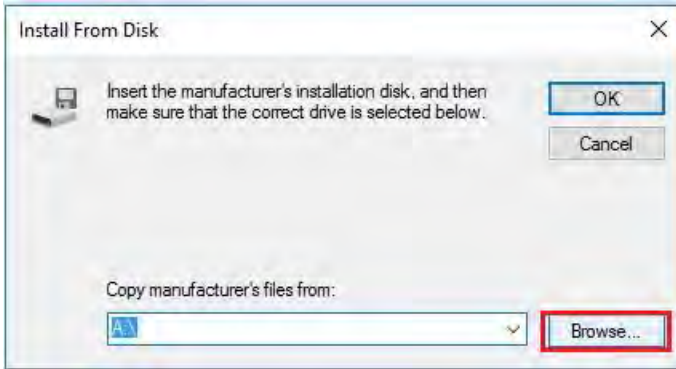 Install From Disk
Insert the manufacturer's installation disk, and then
make sure that the correct drive is selected below.
OK
Cancel
Copy manufacturer's files from:
A:\
Browse...